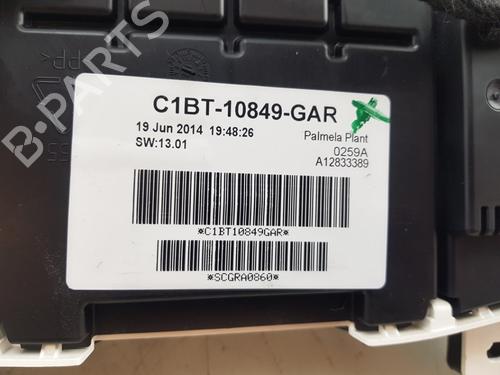 B-PARTS
>PP<
C1BT-10849-GAR
19 Jun 2014 19:48:26
Palmela Plant
SW:13.01
0259A
A12833389
*C1BT10849GAR*
*SCGRA0860*